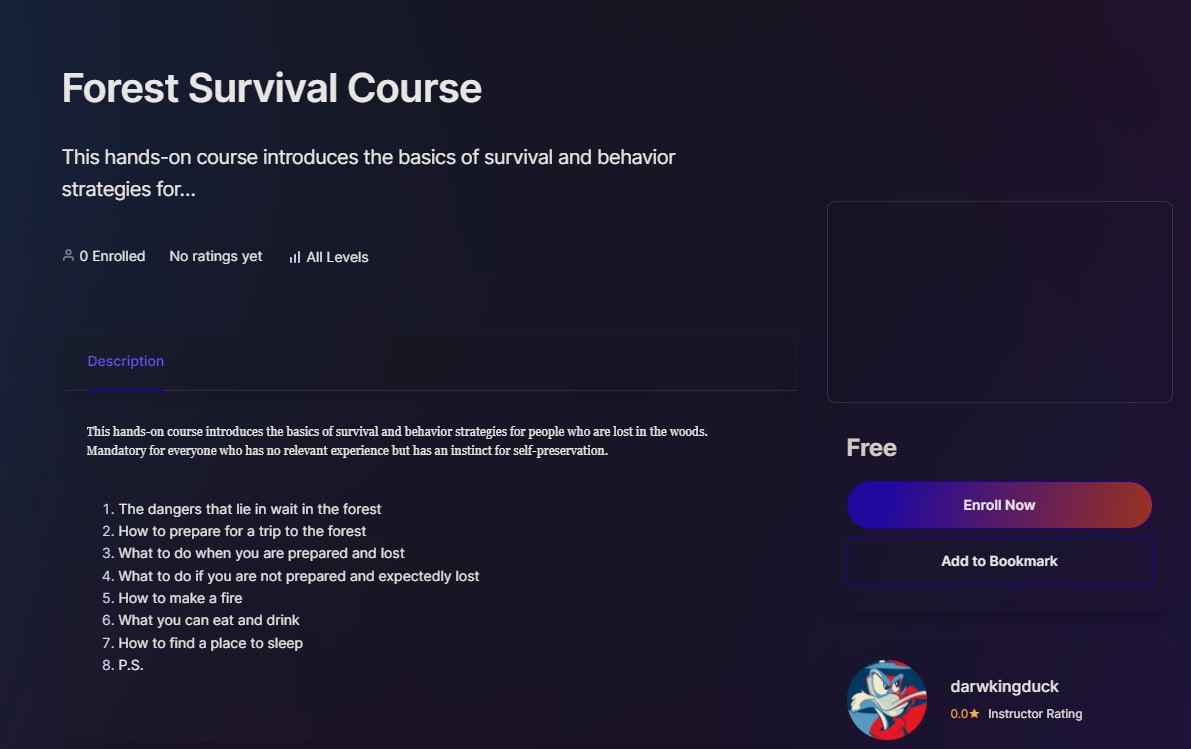 Forest Survival Course
This hands-on course introduces the basics of survival and behavior
strategies for...
0 Enrolled No ratings yet All Levels
Description
This hands-on course introduces the basics of survival and behavior strategies for people who are lost in the woods.
Mandatory for everyone who has no relevant experience but has an instinct for self-preservation.
1. The dangers that lie in wait in the forest
2. How to prepare for a trip to the forest
3. What to do when you are prepared and lost
4. What to do if you are not prepared and expectedly lost
5. How to make a fire
6. What you can eat and drink
7. How to find a place to sleep
8. P.S.
Free
Enroll Now
Add to Bookmark
darwkingduck
0.0★ Instructor Rating